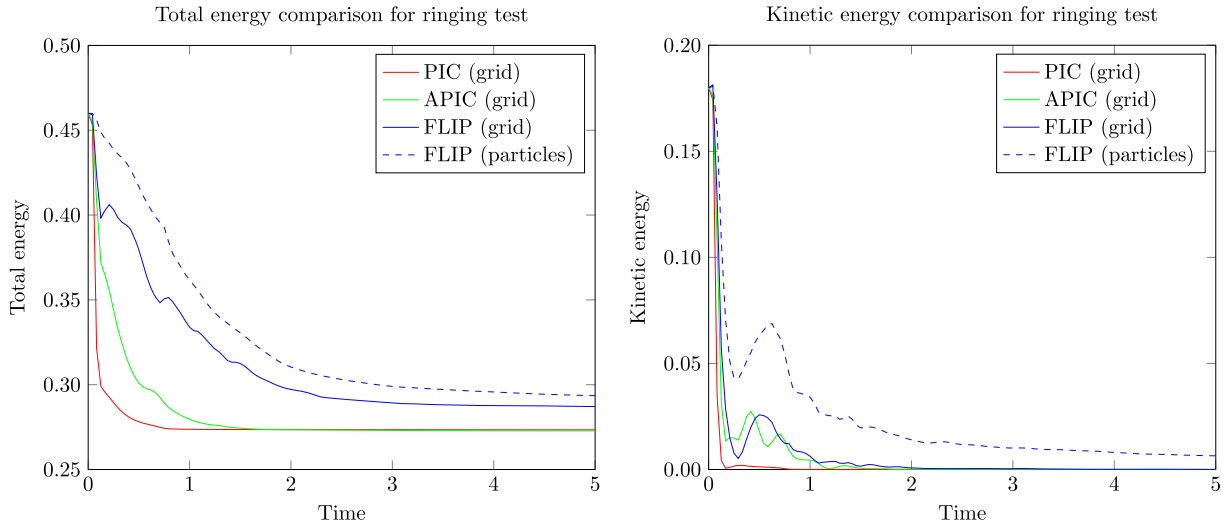 Total energy comparison for ringing test
0.50
0.45
0.40
0.35
0.30
0.25
Total energy
0 1 2 3 4 5
Time
PIC (grid)
APIC (grid)
FLIP (grid)
FLIP (particles)
Kinetic energy comparison for ringing test
0.20
0.15
0.10
0.05
0.00
Kinetic energy
0 1 2 3 4 5
Time
PIC (grid)
APIC (grid)
FLIP (grid)
FLIP (particles)